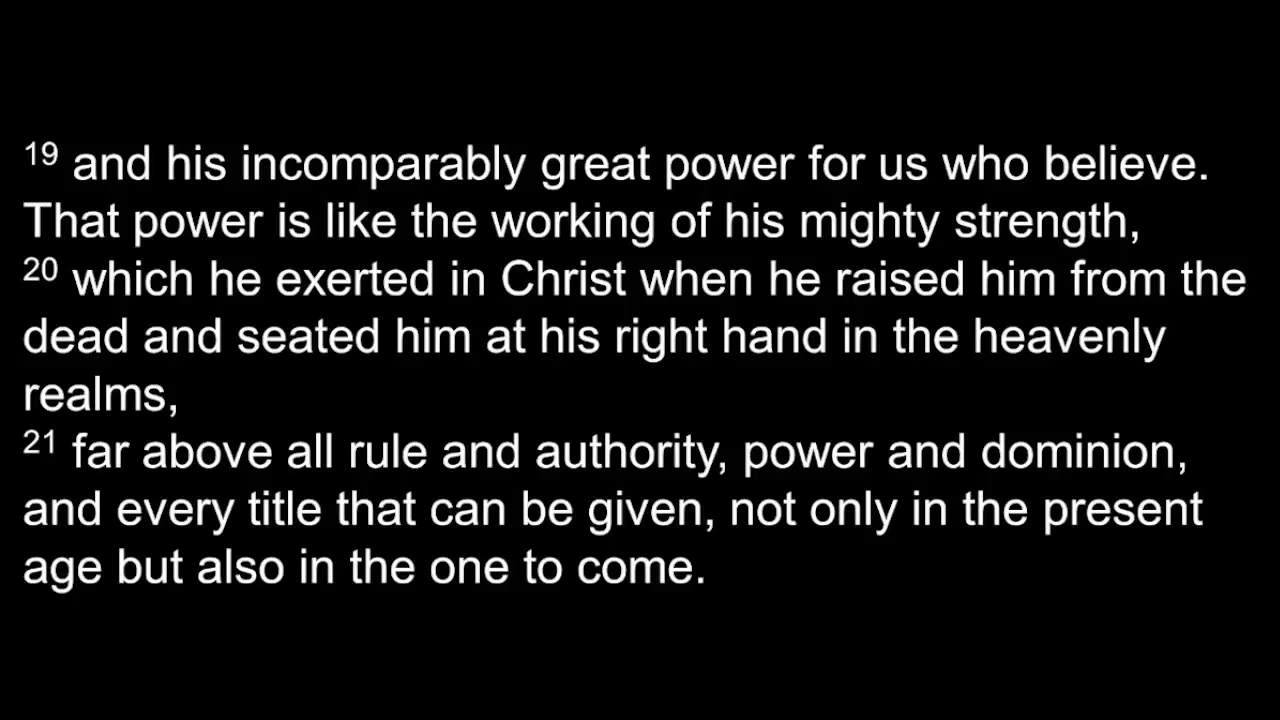 19 and his incomparably great power for us who believe.
That power is like the working of his mighty strength,
20 which he exerted in Christ when he raised him from the
dead and seated him at his right hand in the heavenly
realms,
21 far above all rule and authority, power and dominion,
and every title that can be given, not only in the present
age but also in the one to come.